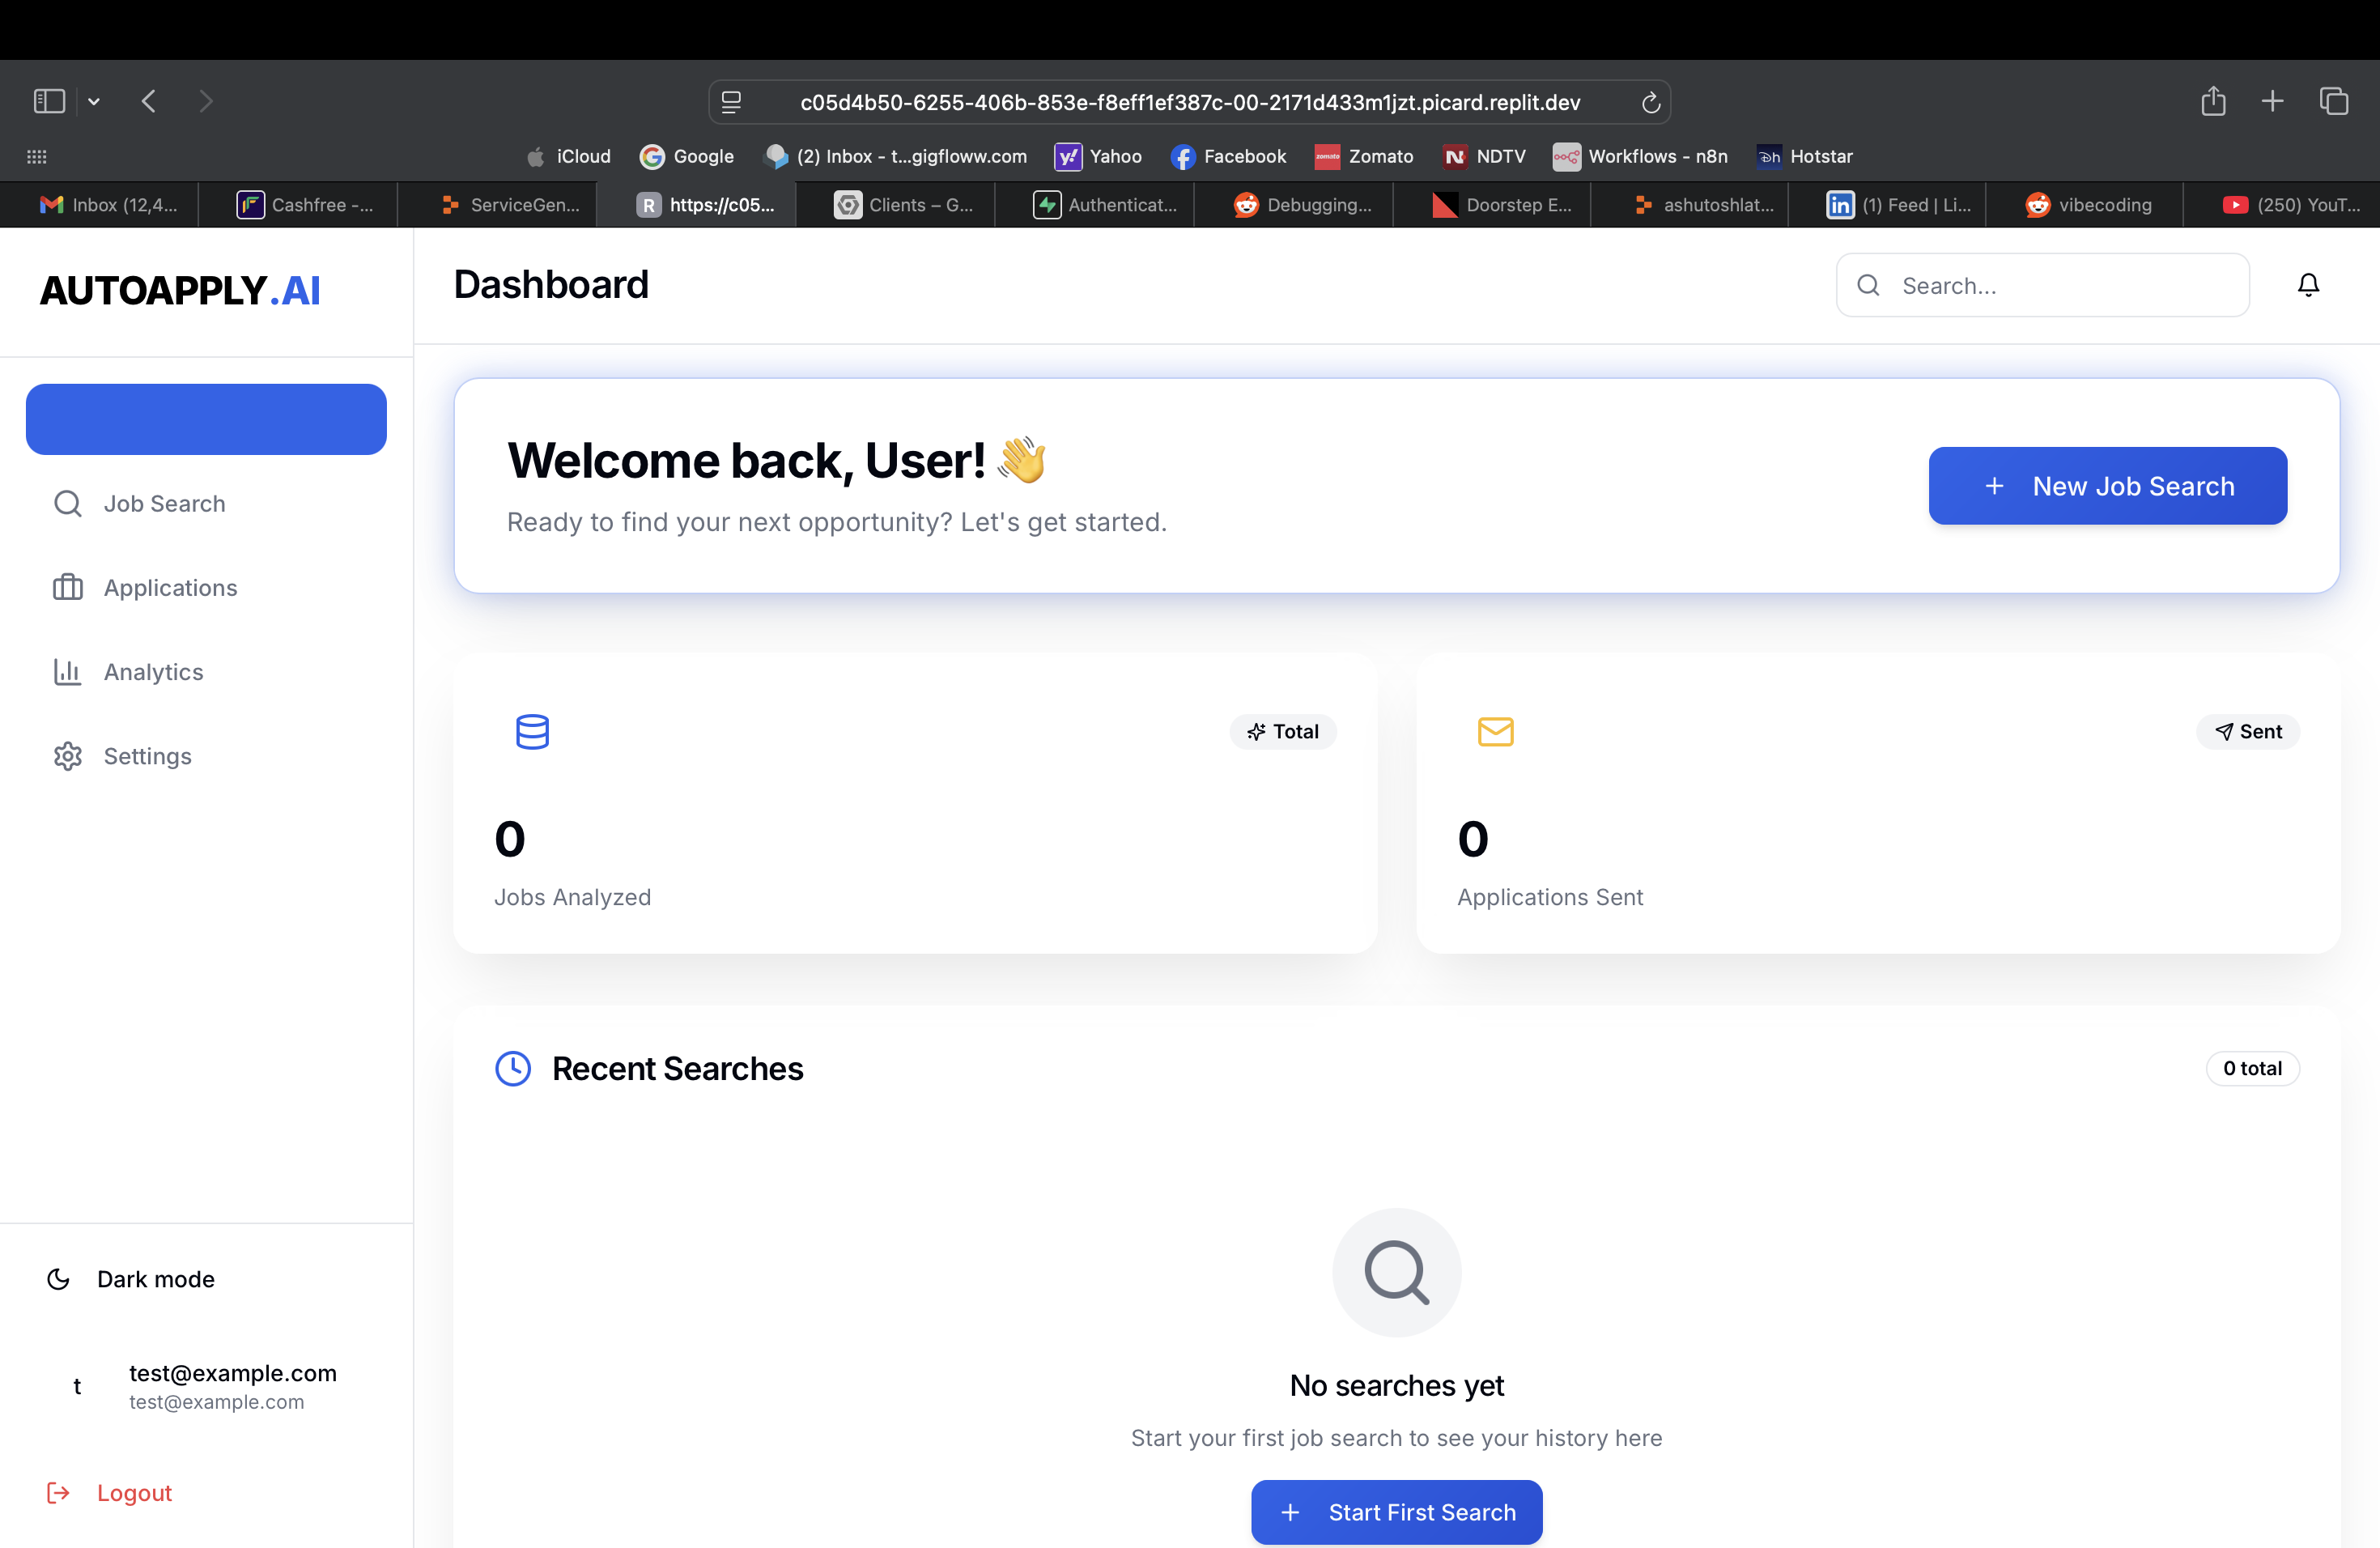 c05d4b50-6255-406b-853e-f8eff1ef387c-00-2171d433m1jzt.picard.replit.dev
iCloud Google (2) Inbox - t...gigfloww.com Yahoo Facebook Zomato NDTV Workflows - n8n Hotstar
Inbox (12,4... Cashfree -... ServiceGen... https://c05... Clients – G... Authenticat... Debugging... Doorstep E... ashutoshlat... (1) Feed | Li... vibecoding (250) YouT...
AUTOAPPLY.AI
Job Search
Applications
Analytics
Settings
Dark mode
t
test@example.com
test@example.com
Logout
Dashboard
Search...
Welcome back, User! 👋
Ready to find your next opportunity? Let's get started.
+ New Job Search
Total
0
Jobs Analyzed
Sent
0
Applications Sent
Recent Searches
0 total
No searches yet
Start your first job search to see your history here
+ Start First Search